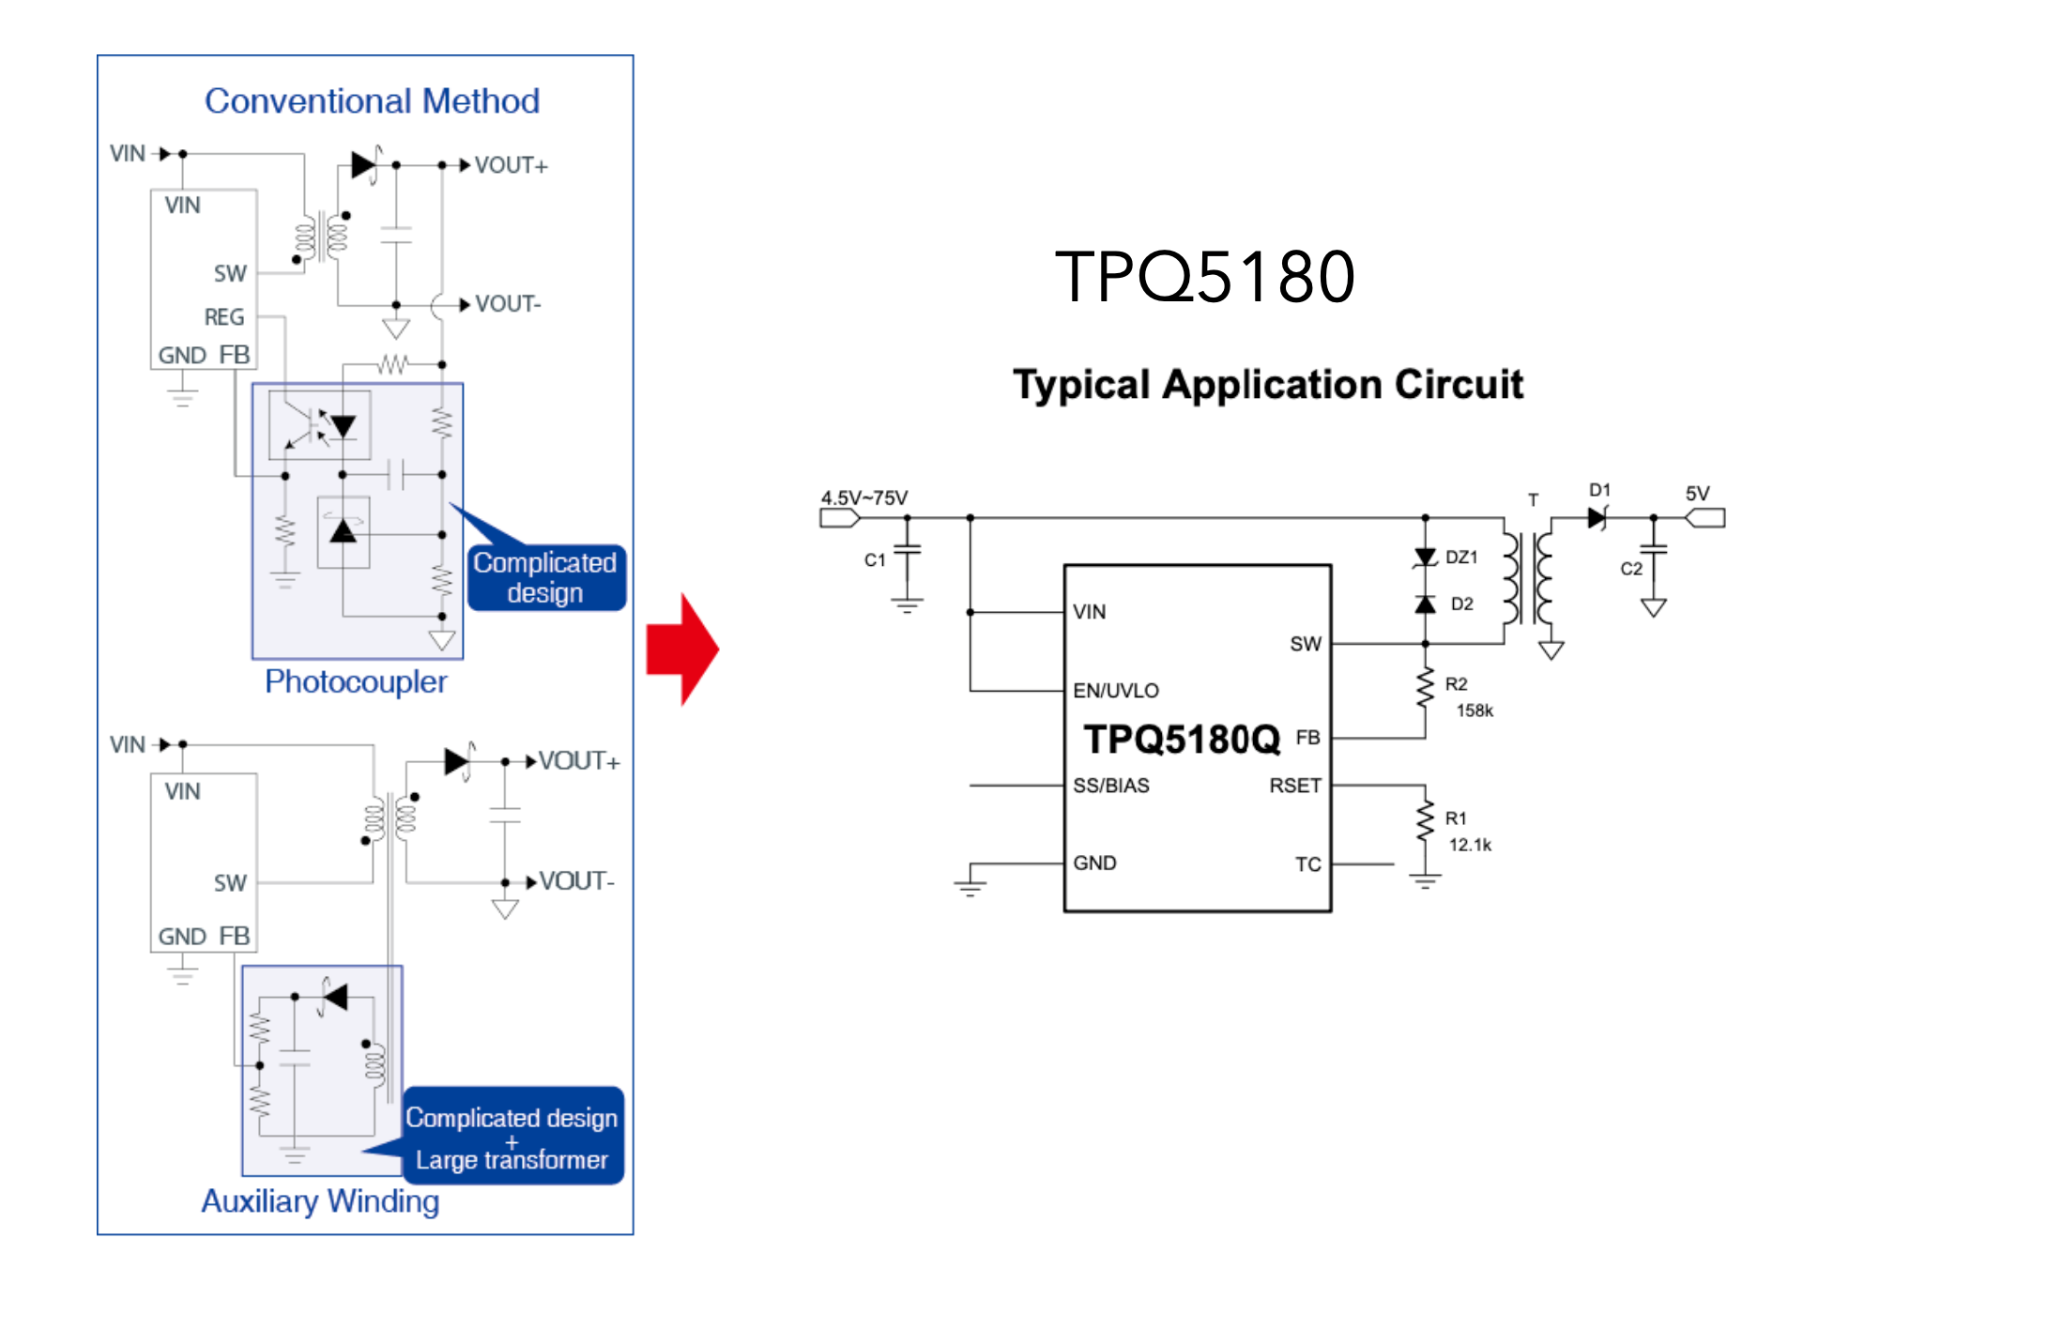 Conventional Method
VIN
VOUT+
VIN
SW
VOUT-
REG
GND FB
Complicated
design
Photocoupler
VIN
VOUT+
VIN
SW
VOUT-
GND FB
Complicated design
+
Large transformer
Auxiliary Winding
TPQ5180
Typical Application Circuit
4.5V~75V
T
D1
5V
C1
DZ1
C2
D2
VIN
SW
R2
158k
EN/UVLO
TPQ5180Q
FB
SS/BIAS
RSET
R1
12.1k
GND
TC